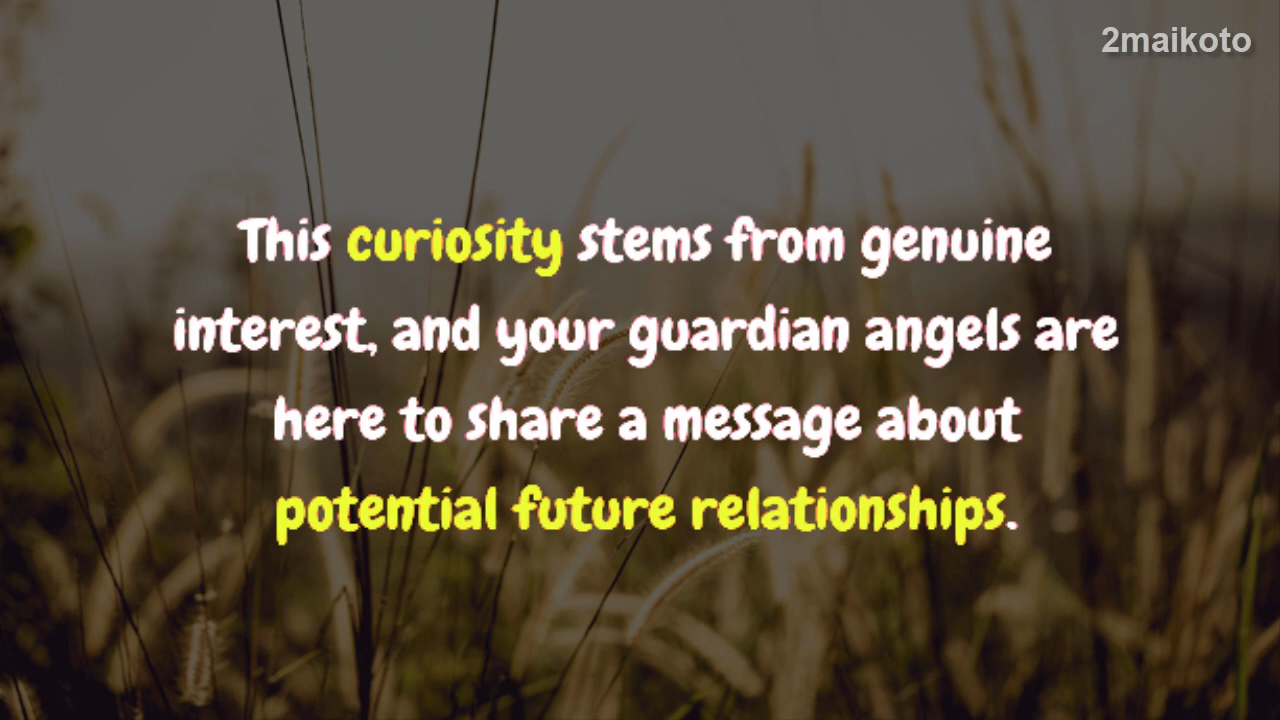 2maikoto
This curiosity stems from genuine
interest, and your guardian angels are
here to share a message about
potential future relationships.